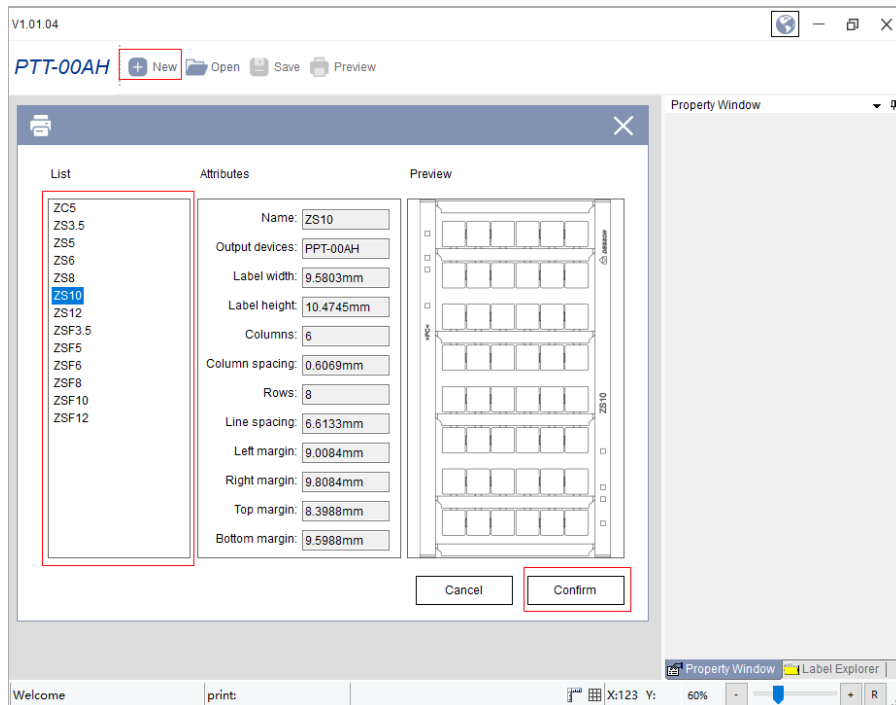 V1.01.04
PTT-00AH New Open Save Preview
Property Window
List Attributes Preview
ZC5
ZS3.5
ZS5
ZS6
ZS8
ZS10
ZS12
ZSF3.5
ZSF5
ZSF6
ZSF8
ZSF10
ZSF12
Name: ZS10
Output devices: PPT-00AH
Label width: 9.5803mm
Label height: 10.4745mm
Columns: 6
Column spacing: 0.6069mm
Rows: 8
Line spacing: 6.6133mm
Left margin: 9.0084mm
Right margin: 9.8084mm
Top margin: 8.3988mm
Bottom margin: 9.5988mm
>PC<
ZS10
Cancel Confirm
Property Window Label Explorer
Welcome print: X:123 Y: 60% - + R